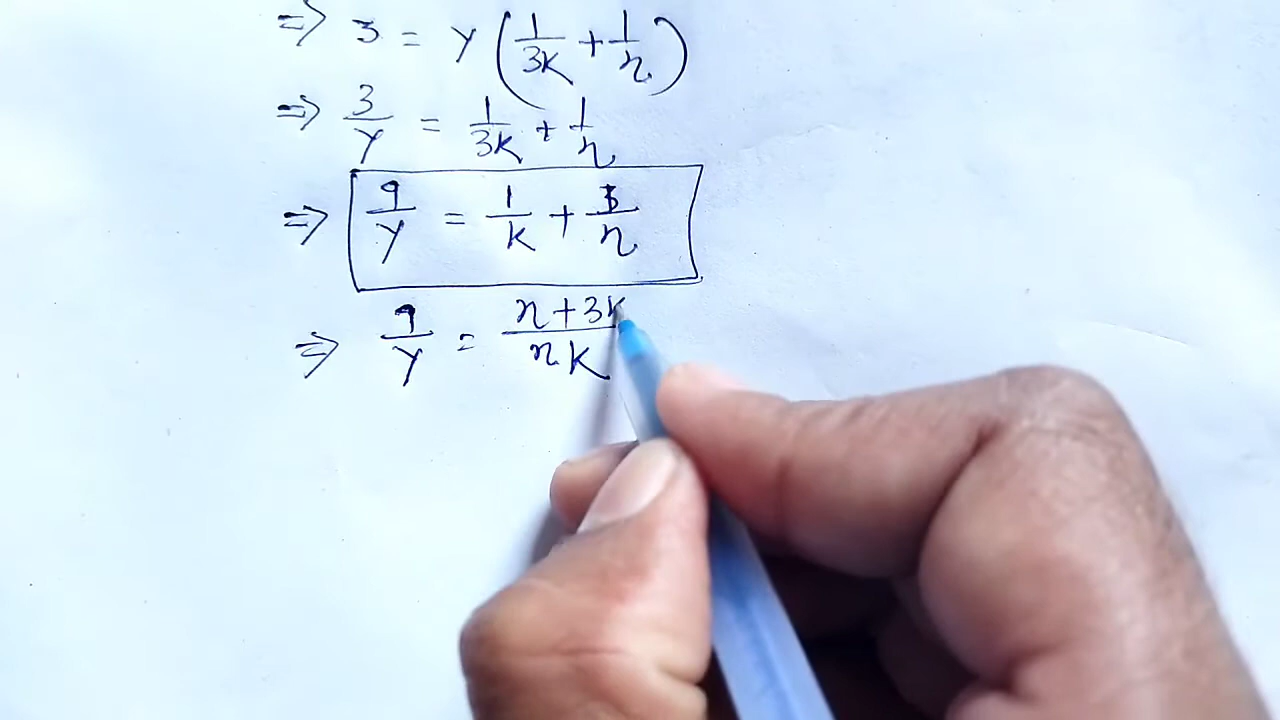 ⇒ 3 = Y (1/3K + 1/n)
⇒ 3/Y = 1/3K + 1/n
⇒ 9/Y = 1/K + 3/n
⇒ 9/Y = n+3K/nK